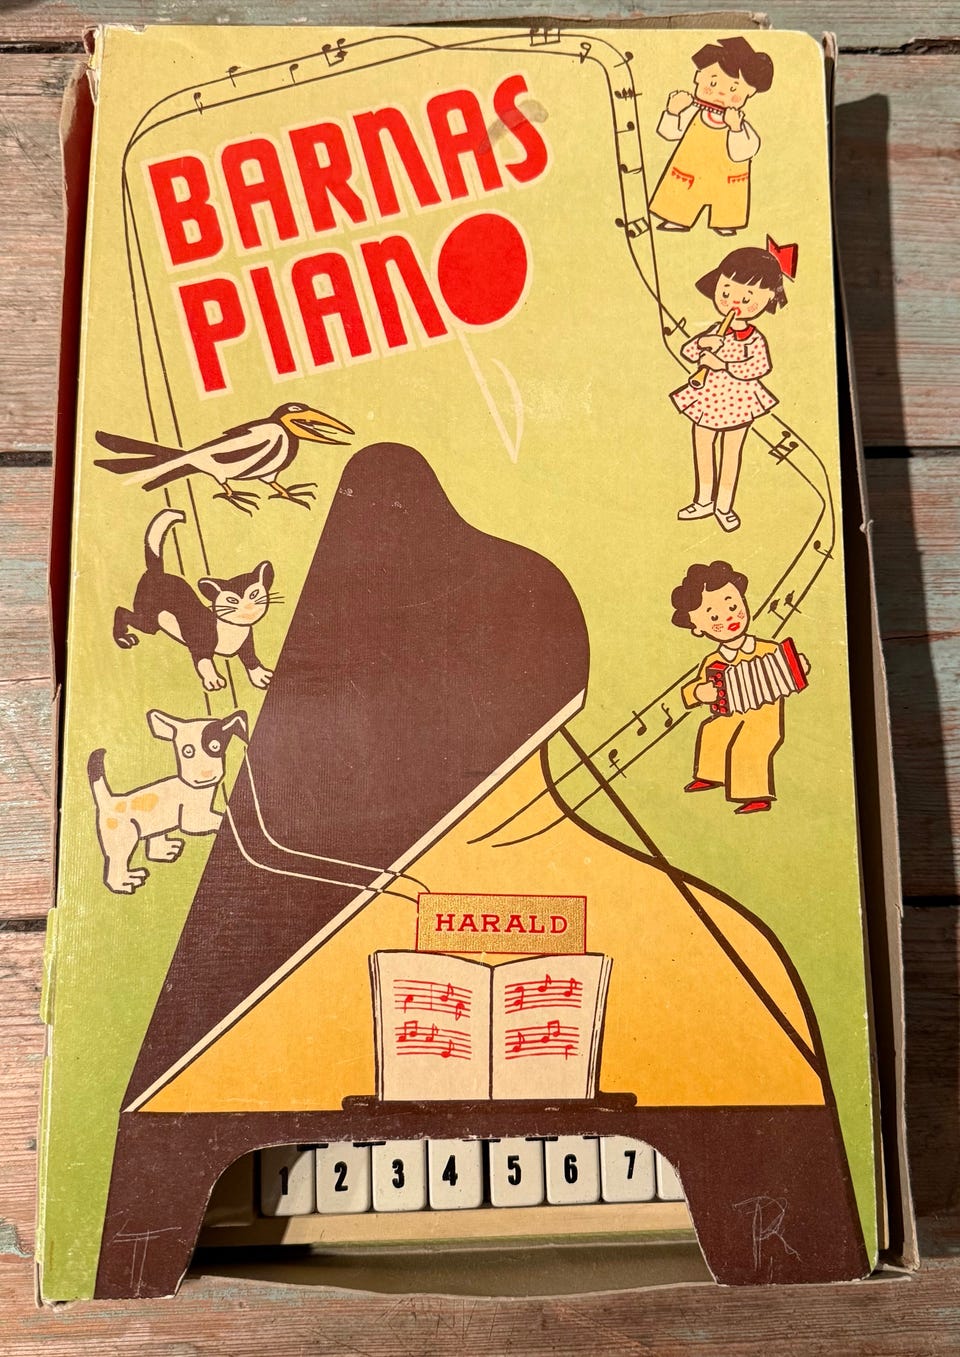 BARNAS
PIANO
HARALD
1 2 3 4 5 6 7
T R